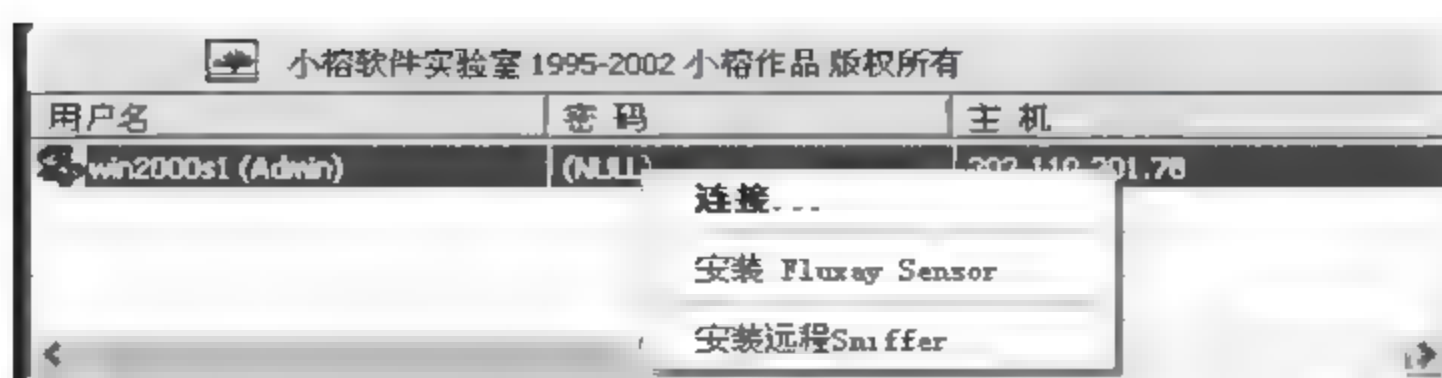 小榕软件实验室 1995-2002 小榕作品 版权所有
用户名 密 码 主 机
win2000s1 (Admin) (NULL) 201.78
连接...
安装 Fluxay Sensor
安装远程Sniffer